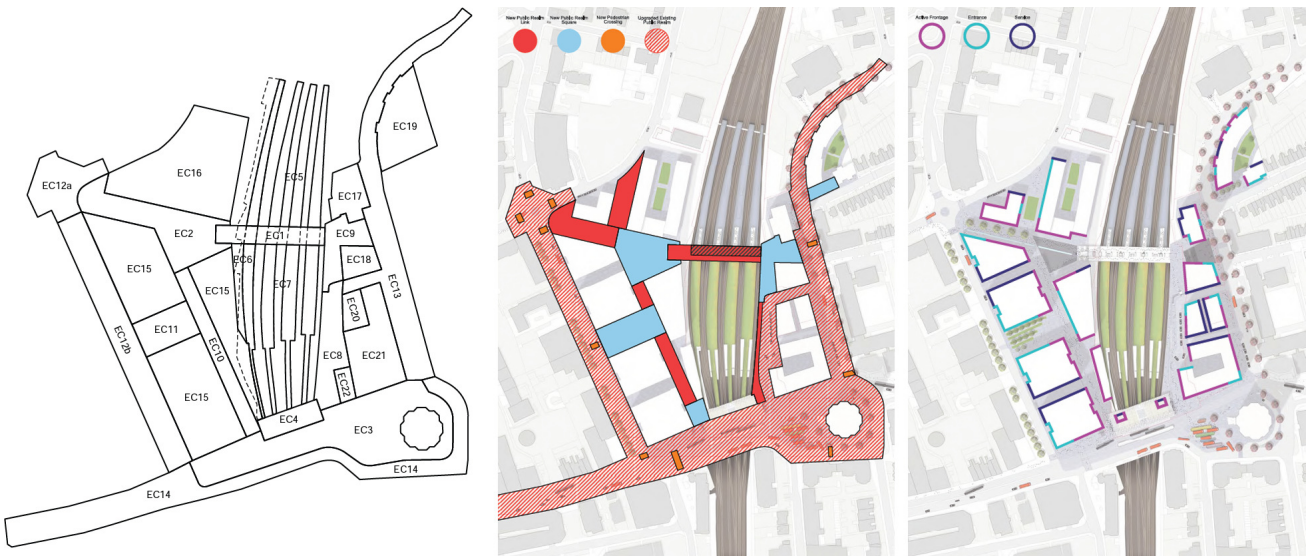 EC19
EC16
EC5
EC12a
EC17
EC2
EC1
EC9
EC6
EC18
EC15
EC15
EC7
EC13
EC20
EC11
EC12b
EC10
EC8
EC21
EC22
EC15
EC4
EC3
EC14
EC14
New Public Realm
Link
New Public Realm
Square
New Pedestrian
Crossing
Upgraded Existing
Public Realm
Active Frontage
Entrance
Service